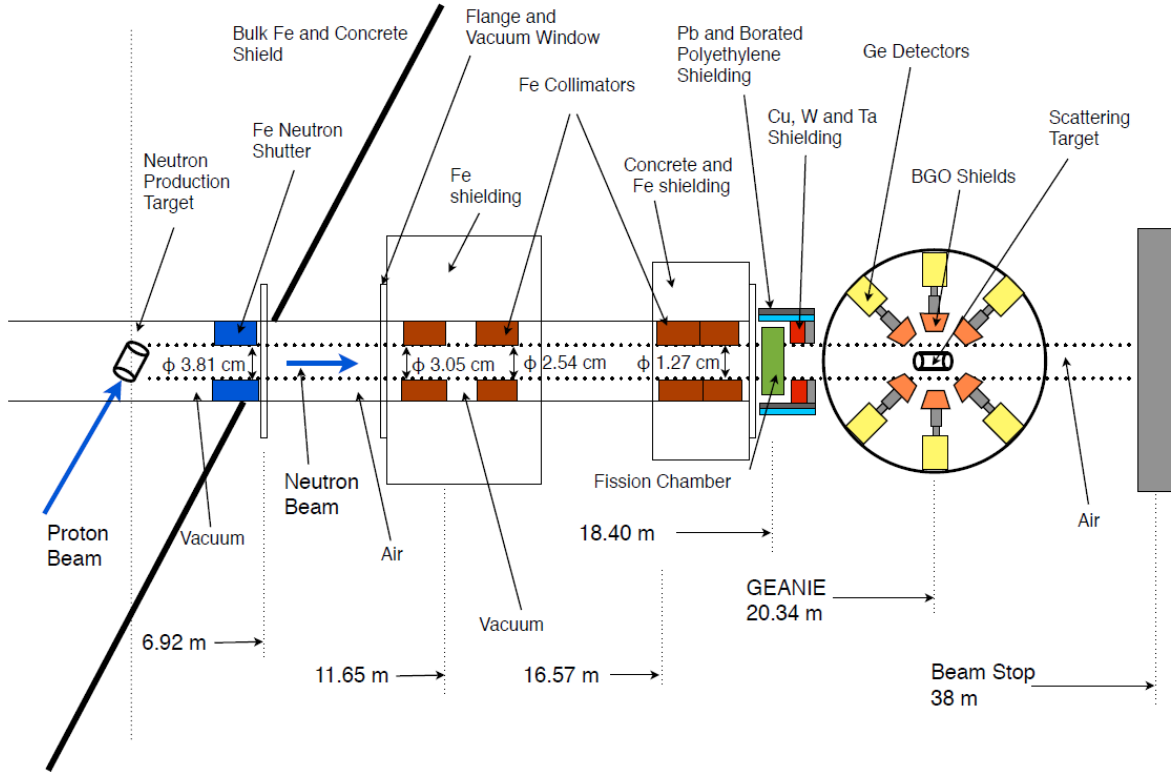 Bulk Fe and Concrete
Shield
Flange and
Vacuum Window
Pb and Borated
Polyethylene
Shielding
Ge Detectors
Fe Collimators
Cu, W and Ta
Shielding
Scattering
Target
Fe Neutron
Shutter
Neutron
Production
Target
Fe
shielding
Concrete and
Fe shielding
BGO Shields
ϕ 3.81 cm
ϕ 3.05 cm
ϕ 2.54 cm
ϕ 1.27 cm
Neutron
Beam
Fission Chamber
Proton
Beam
Vacuum
Air
Air
18.40 m
GEANIE
20.34 m
Vacuum
6.92 m
11.65 m
16.57 m
Beam Stop
38 m